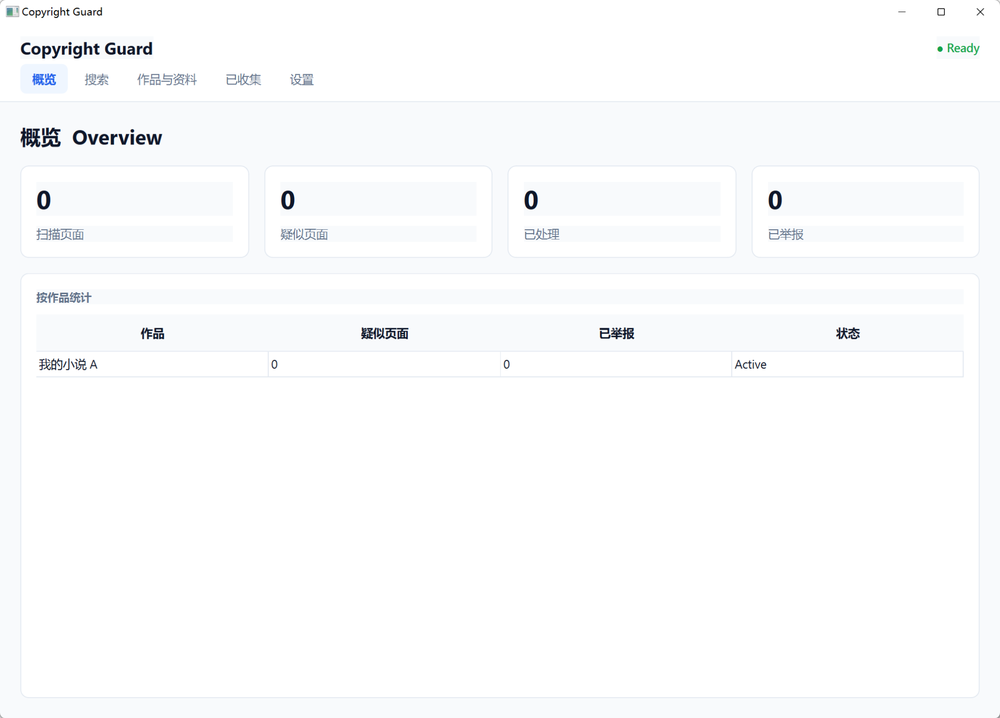 Copyright Guard
Copyright Guard
● Ready
概览 搜索 作品与资料 已收集 设置
概览 Overview
0 0 0 0
扫描页面 疑似页面 已处理 已举报
按作品统计
作品 疑似页面 已举报 状态
我的小说 A 0 0 Active